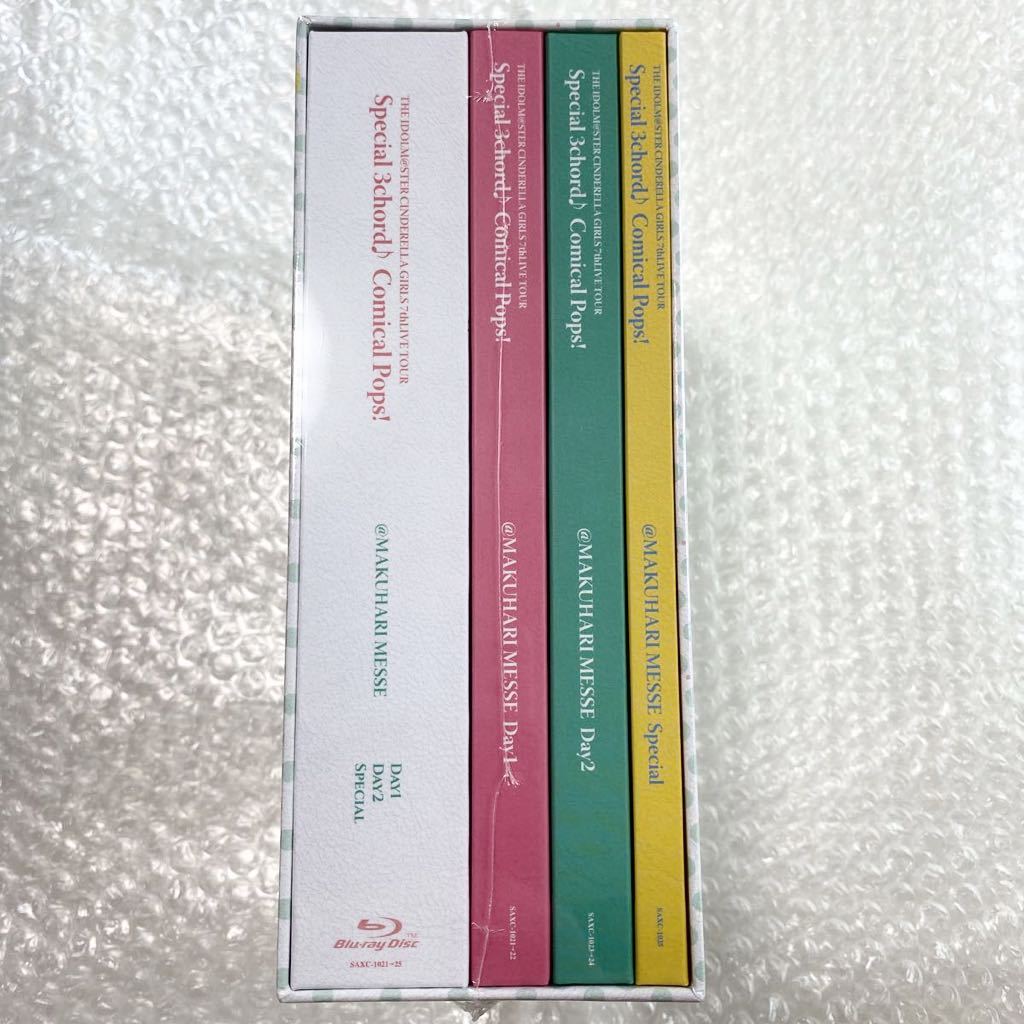 THE IDOLM@STER CINDERELLA GIRLS 7thLIVE TOUR
Special 3chord♪ Comical Pops!
@MAKUHARI MESSE
DAY1
DAY2
SPECIAL
Blu-ray Disc TM
SAXC-1021~25
THE IDOLM@STER CINDERELLA GIRLS 7thLIVE TOUR
Special 3chord♪ Comical Pops!
@MAKUHARI MESSE Day1
SAXC-1021~22
THE IDOLM@STER CINDERELLA GIRLS 7thLIVE TOUR
Special 3chord♪ Comical Pops!
@MAKUHARI MESSE Day2
SAXC-1023~24
THE IDOLM@STER CINDERELLA GIRLS 7thLIVE TOUR
Special 3chord♪ Comical Pops!
@MAKUHARI MESSE Special
SAXC-1025